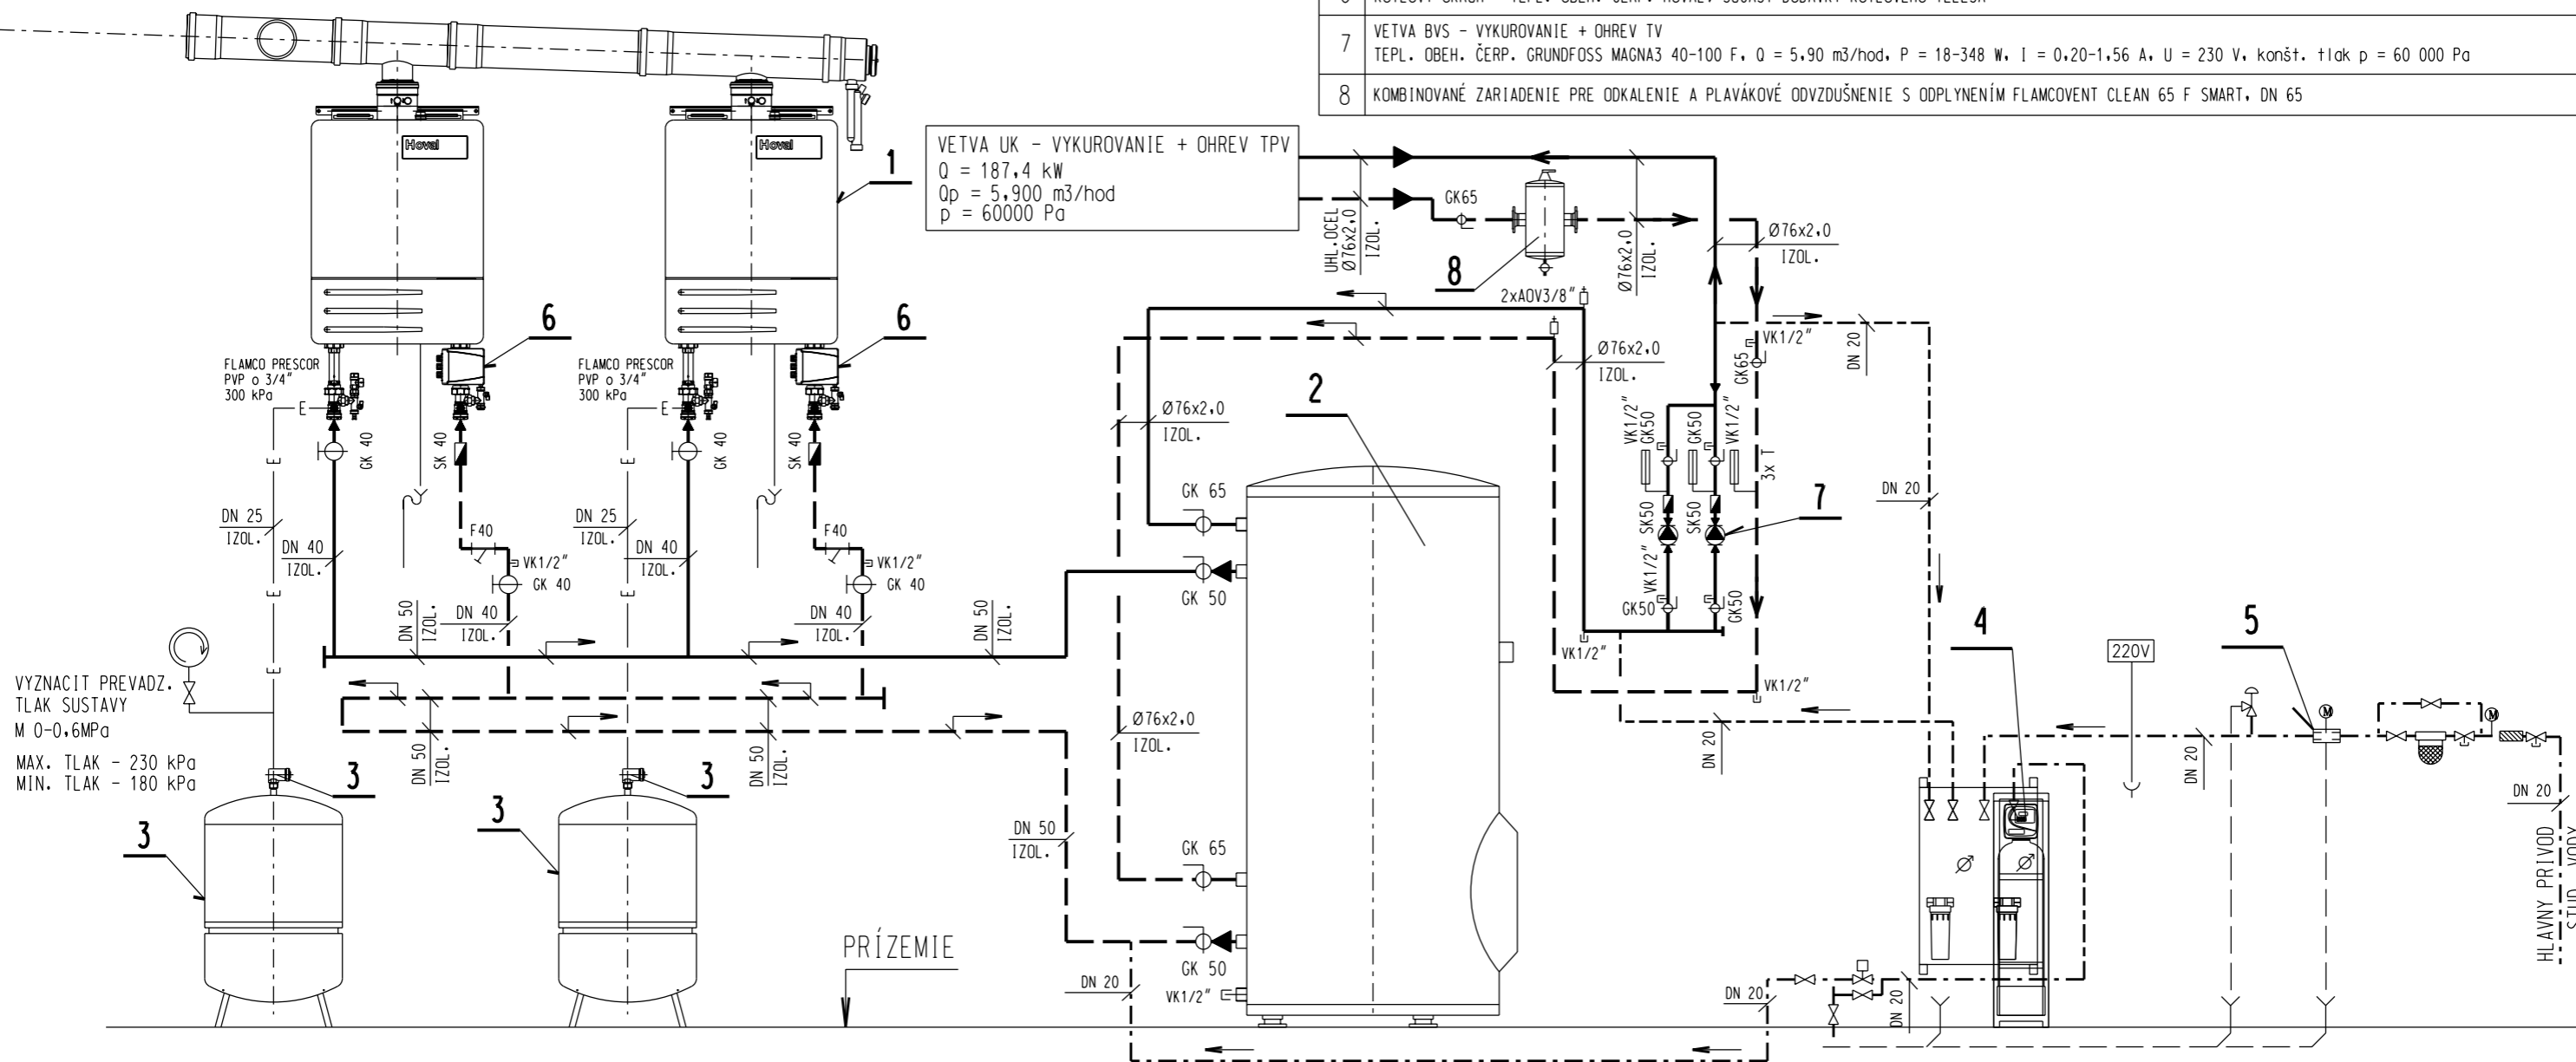 7 VETVA BVS - VYKUROVANIE + OHREV TV
TEPL. OBEH. ČERP. GRUNDFOSS MAGNA3 40-100 F, Q = 5,90 m3/hod, P = 18-348 W, I = 0,20-1,56 A, U = 230 V, konšt. tlak p = 60 000 Pa
8 KOMBINOVANÉ ZARIADENIE PRE ODKALENIE A PLAVÁKOVÉ ODVZDUŠNENIE S ODPLYNENÍM FLAMCOVENT CLEAN 65 F SMART, DN 65
Hoval
Hoval
1
VETVA UK - VYKUROVANIE + OHREV TPV
Q = 187,4 kW
Qp = 5,900 m3/hod
p = 60000 Pa
UHL.OCEL
Ø76x2,0
IZOL.
GK65
8
Ø76x2,0
IZOL.
Ø76x2,0
IZOL.
2xAOV3/8"
6
6
FLAMCO PRESCOR
PVP o 3/4"
300 kPa
FLAMCO PRESCOR
PVP o 3/4"
300 kPa
E
E
GK 40
SK 40
GK 40
SK 40
Ø76x2,0
IZOL.
Ø76x2,0
IZOL.
2
VK1/2"
GK65
DN 20
VK1/2"
GK50
GK50
VK1/2"
3x T
SK50
SK50
7
VK1/2"
GK50
GK50
VK1/2"
VK1/2"
DN 20
DN 25
IZOL.
DN 40
IZOL.
F40
VK1/2"
GK 40
DN 25
IZOL.
DN 40
IZOL.
F40
VK1/2"
GK 40
GK 65
GK 50
DN 50
IZOL.
DN 40
IZOL.
DN 40
IZOL.
DN 50
IZOL.
4
220V
5
VYZNACIT PREVADZ.
TLAK SUSTAVY
M 0-0,6MPa
MAX. TLAK - 230 kPa
MIN. TLAK - 180 kPa
DN 50
IZOL.
DN 50
IZOL.
Ø76x2,0
IZOL.
DN 20
DN 20
M
M
DN 20
HLAVNY PRIVOD
STUD. VODY
3
3
3
3
DN 50
IZOL.
GK 65
GK 50
VK1/2"
DN 20
PRÍZEMIE
DN 20
DN 20